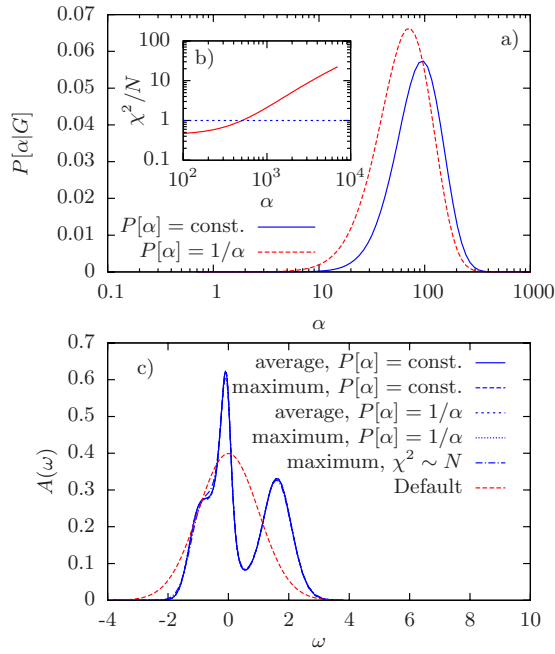 0.07
0.06
0.05
0.04
0.03
0.02
0.01
0
P[α|G]
a)
100
10
1
0.1
χ²/N
b)
10² 10³ 10⁴
α
P[α] = const.
P[α] = 1/α
0.1 1 10 100 1000
α
0.7
0.6
0.5
0.4
0.3
0.2
0.1
0
A(ω)
c)
average, P[α] = const.
maximum, P[α] = const.
average, P[α] = 1/α
maximum, P[α] = 1/α
maximum, χ² ∼ N
Default
-4 -2 0 2 4 6 8 10
ω